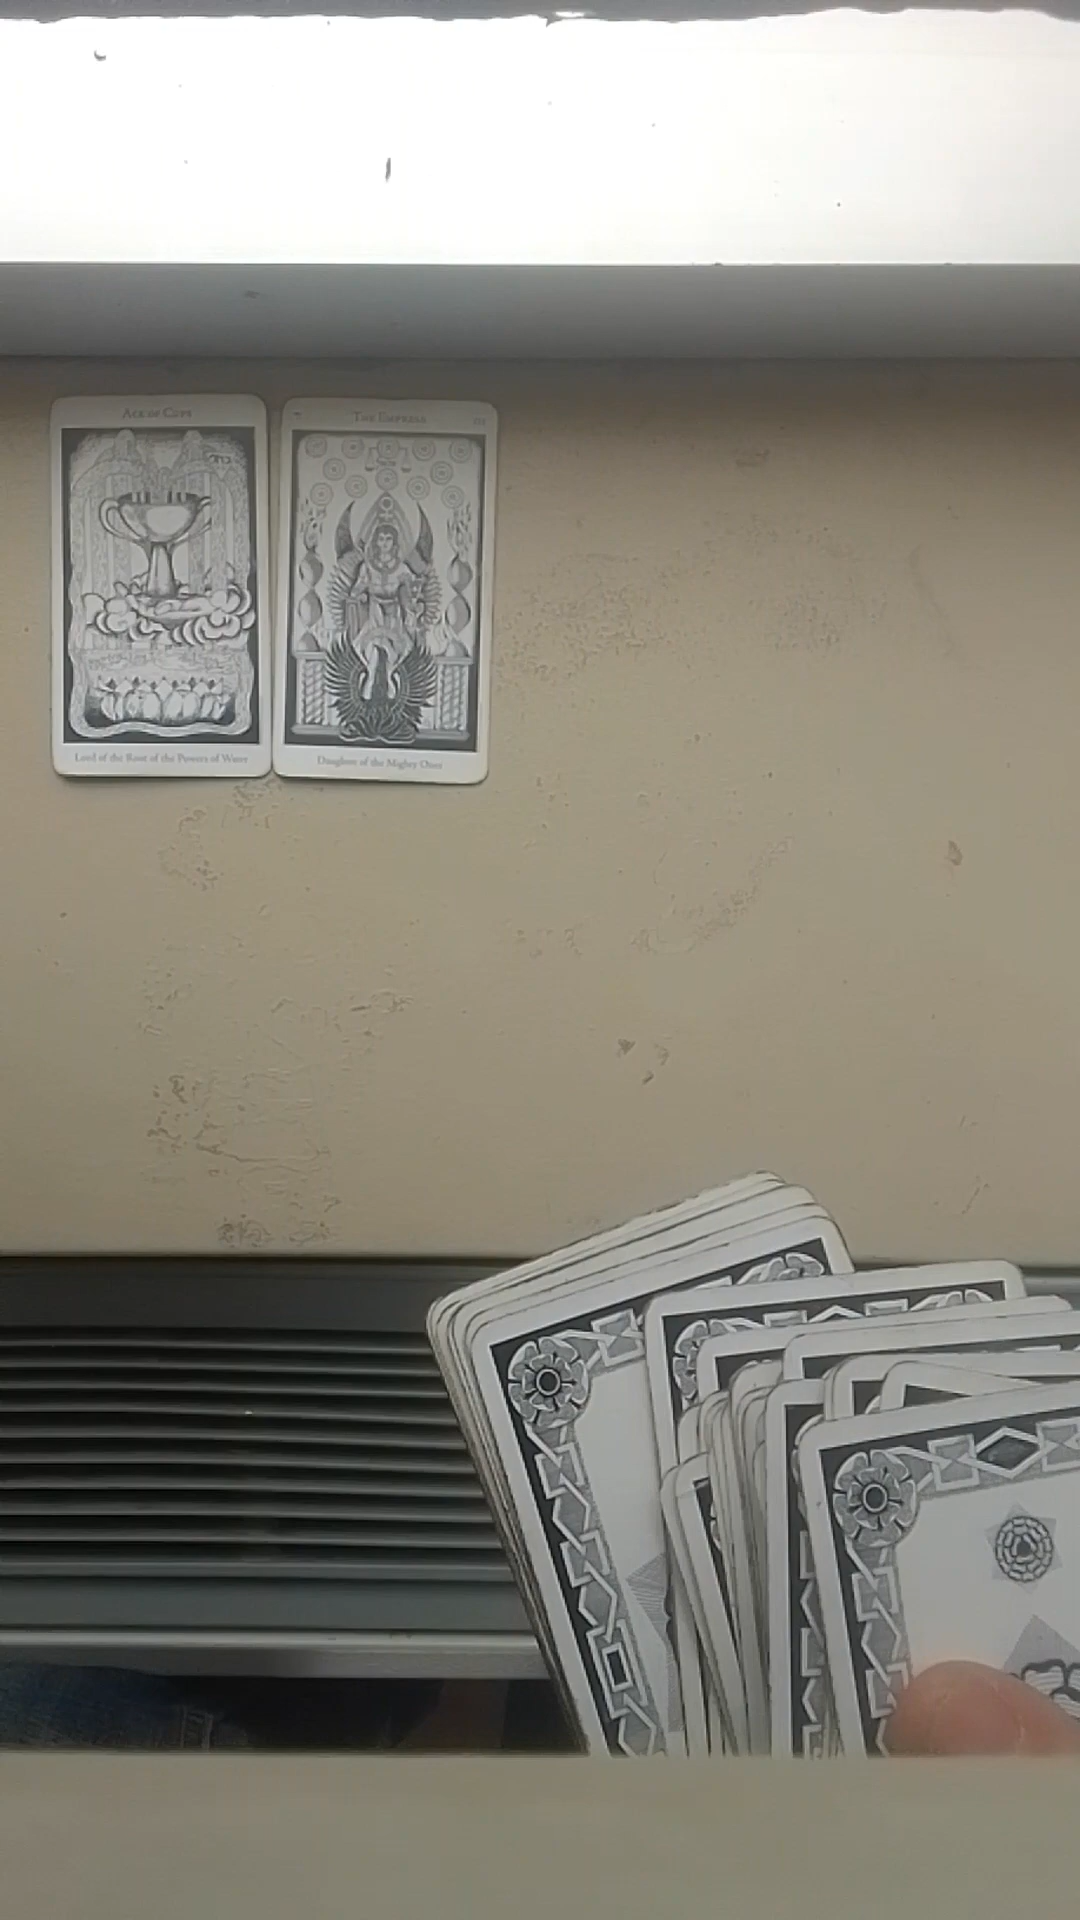 Ace of Cups
Lord of the Root of the Powers of Water
The Empress
III
Daughter of the Mighty Ones